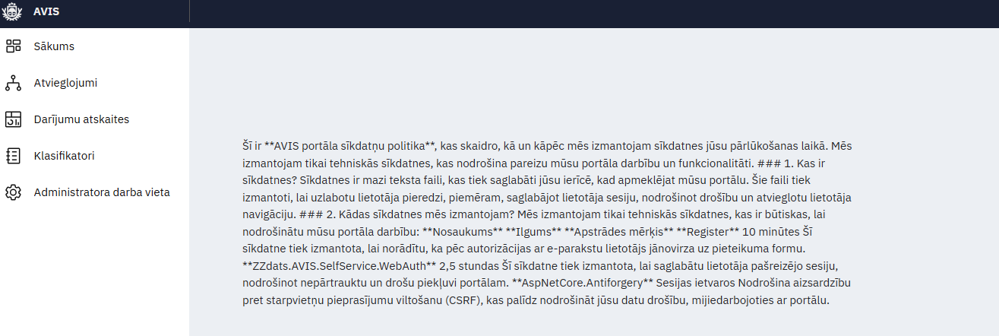 AVIS
Sākums
Atvieglojumi
Darījumu atskaites
Klasifikatori
Administratora darba vieta
Šī ir **AVIS portāla sīkdatņu politika**, kas skaidro, kā un kāpēc mēs izmantojam sīkdatnes jūsu pārlūkošanas laikā. Mēs
izmantojam tikai tehniskās sīkdatnes, kas nodrošina pareizu mūsu portāla darbību un funkcionalitāti. ### 1. Kas ir
sīkdatnes? Sīkdatnes ir mazi teksta faili, kas tiek saglabāti jūsu ierīcē, kad apmeklējat mūsu portālu. Šie faili tiek
izmantoti, lai uzlabotu lietotāja pieredzi, piemēram, saglabājot lietotāja sesiju, nodrošinot drošību un atvieglotu lietotāja
navigāciju. ### 2. Kādas sīkdatnes mēs izmantojam? Mēs izmantojam tikai tehniskās sīkdatnes, kas ir būtiskas, lai
nodrošinātu mūsu portāla darbību: **Nosaukums** **Ilgums** **Apstrādes mērķis** **Register** 10 minūtes Šī
sīkdatne tiek izmantota, lai norādītu, ka pēc autorizācijas ar e-parakstu lietotājs jānovirza uz pieteikuma formu.
**ZZdats.AVIS.SelfService.WebAuth** 2,5 stundas Šī sīkdatne tiek izmantota, lai saglabātu lietotāja pašreizējo sesiju,
nodrošinot nepārtrauktu un drošu piekļuvi portālam. **AspNetCore.Antiforgery** Sesijas ietvaros Nodrošina aizsardzību
pret starpvietņu pieprasījumu viltošanu (CSRF), kas palīdz nodrošināt jūsu datu drošību, mijiedarbojoties ar portālu.